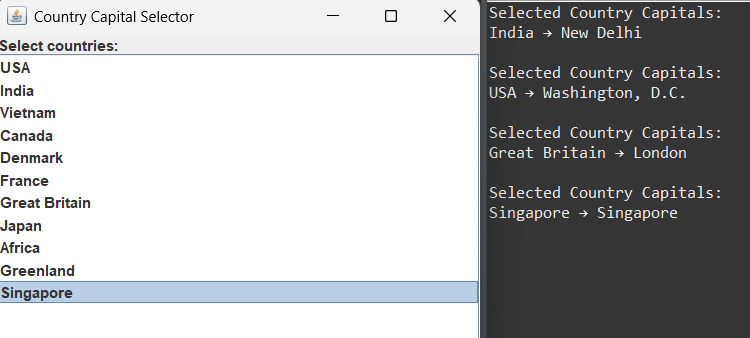 Country Capital Selector
Select countries:
USA
India
Vietnam
Canada
Denmark
France
Great Britain
Japan
Africa
Greenland
Singapore
Selected Country Capitals:
India → New Delhi
Selected Country Capitals:
USA → Washington, D.C.
Selected Country Capitals:
Great Britain → London
Selected Country Capitals:
Singapore → Singapore